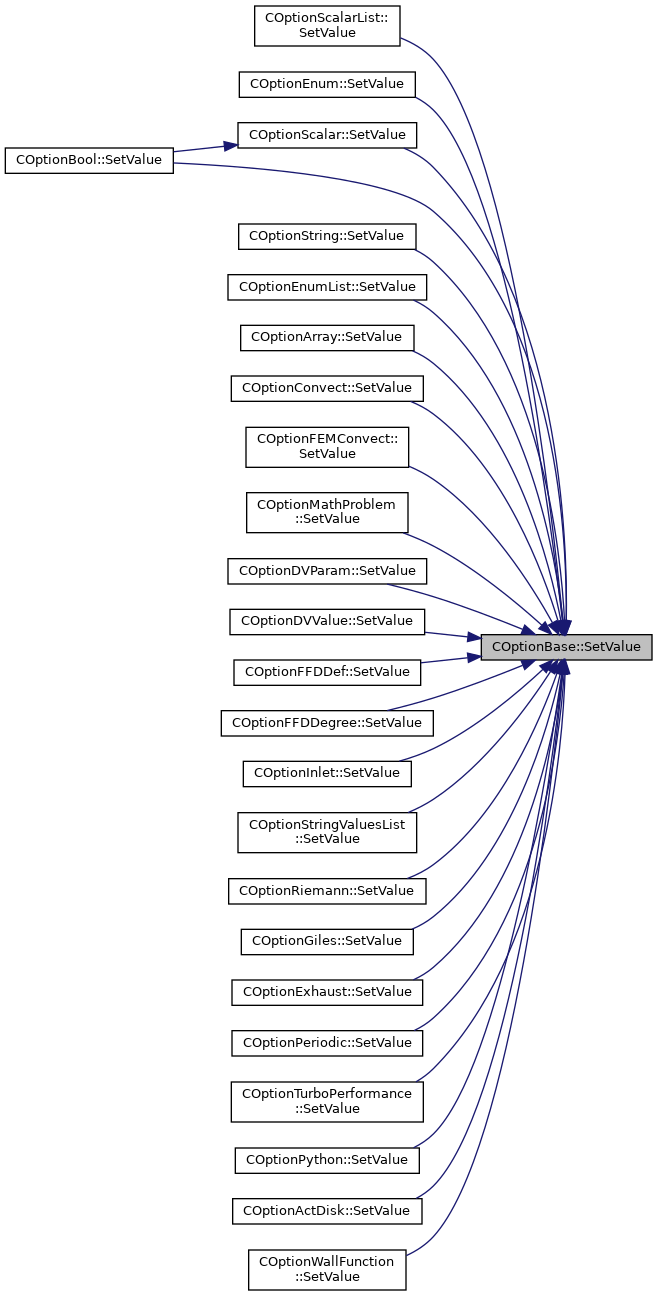 COptionScalarList::
SetValue
COptionEnum::SetValue
COptionScalar::SetValue
COptionBool::SetValue
COptionString::SetValue
COptionEnumList::SetValue
COptionArray::SetValue
COptionConvect::SetValue
COptionFEMConvect::
SetValue
COptionMathProblem
::SetValue
COptionDVParam::SetValue
COptionDVValue::SetValue
COptionBase::SetValue
COptionFFDDef::SetValue
COptionFFDDegree::SetValue
COptionInlet::SetValue
COptionStringValuesList
::SetValue
COptionRiemann::SetValue
COptionGiles::SetValue
COptionExhaust::SetValue
COptionPeriodic::SetValue
COptionTurboPerformance
::SetValue
COptionPython::SetValue
COptionActDisk::SetValue
COptionWallFunction
::SetValue